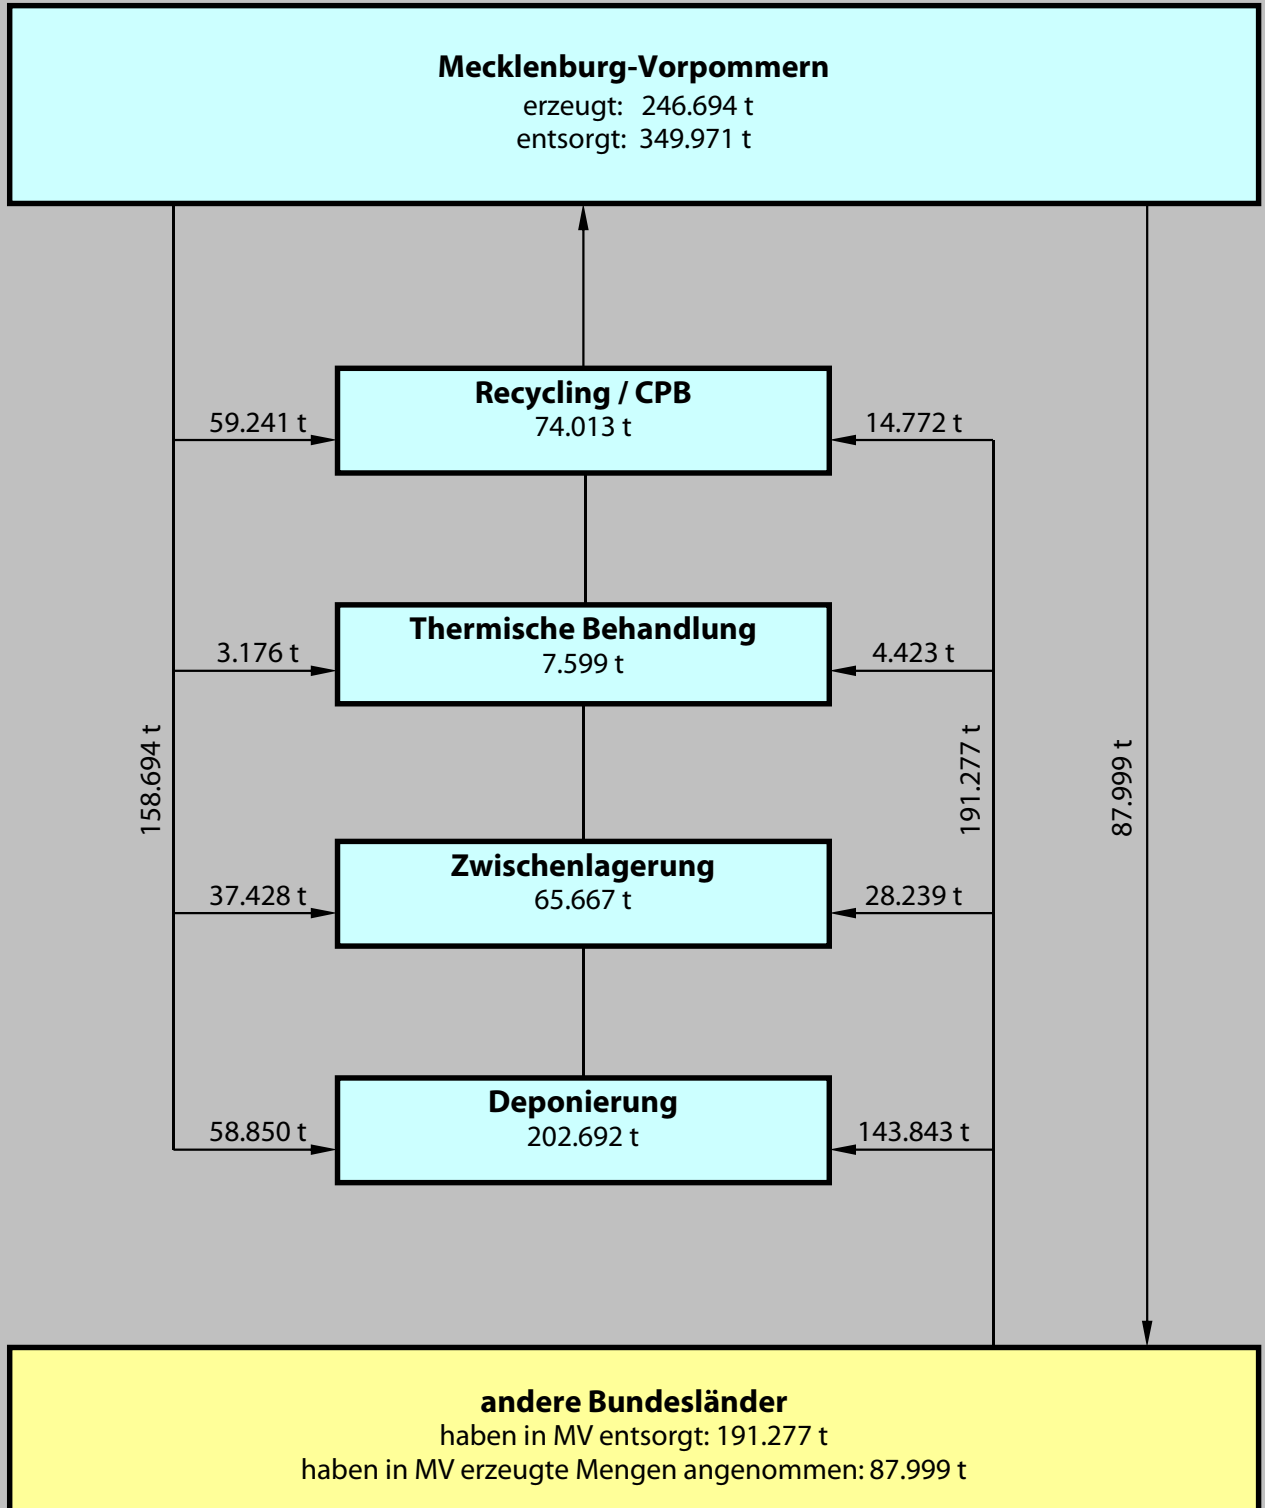 Mecklenburg-Vorpommern
erzeugt: 246.694 t
entsorgt: 349.971 t
Recycling / CPB
74.013 t
59.241 t
14.772 t
Thermische Behandlung
7.599 t
3.176 t
4.423 t
158.694 t
191.277 t
87.999 t
Zwischenlagerung
65.667 t
37.428 t
28.239 t
Deponierung
202.692 t
58.850 t
143.843 t
andere Bundesländer
haben in MV entsorgt: 191.277 t
haben in MV erzeugte Mengen angenommen: 87.999 t